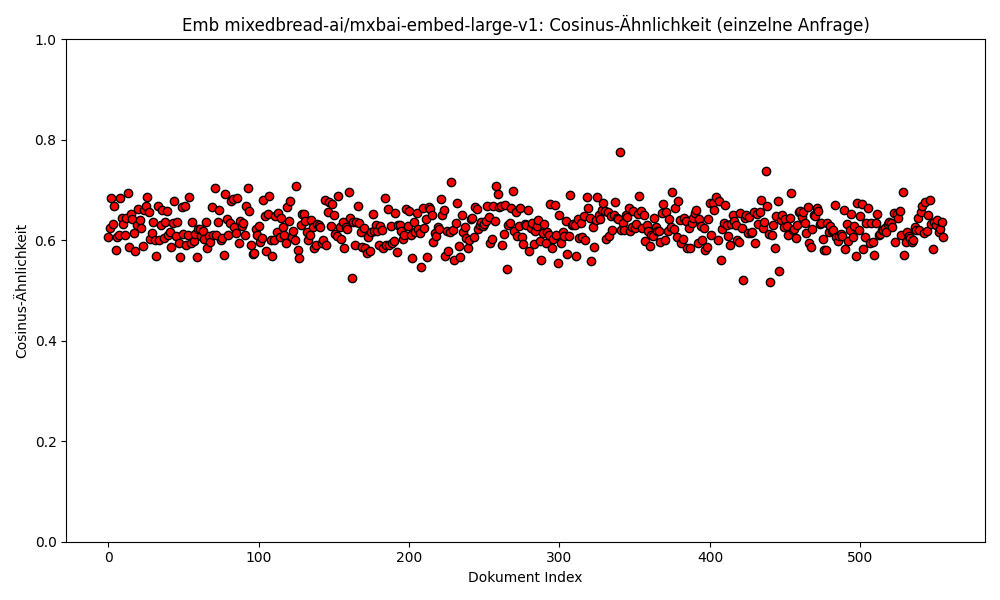 Emb mixedbread-ai/mxbai-embed-large-v1: Cosinus-Ähnlichkeit (einzelne Anfrage)
1.0
0.8
0.6
0.4
0.2
0.0
Cosinus-Ähnlichkeit
0 100 200 300 400 500
Dokument Index